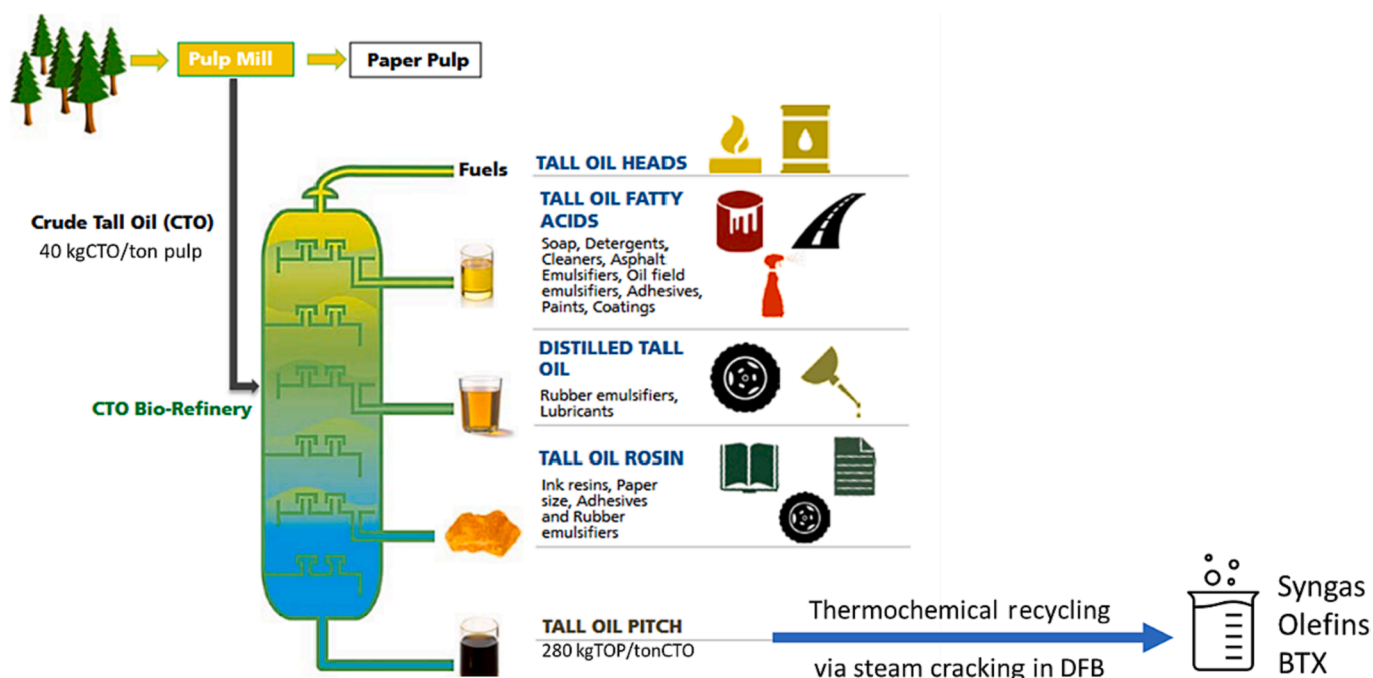 Pulp Mill
Paper Pulp
Fuels
TALL OIL HEADS
Crude Tall Oil (CTO)
40 kgCTO/ton pulp
TALL OIL FATTY
ACIDS
Soap, Detergents,
Cleaners, Asphalt
Emulsifiers, Oil field
emulsifiers, Adhesives,
Paints, Coatings
CTO Bio-Refinery
DISTILLED TALL
OIL
Rubber emulsifiers,
Lubricants
TALL OIL ROSIN
Ink resins, Paper
size, Adhesives
and Rubber
emulsifiers
TALL OIL PITCH
280 kgTOP/tonCTO
Thermochemical recycling
via steam cracking in DFB
Syngas
Olefins
BTX